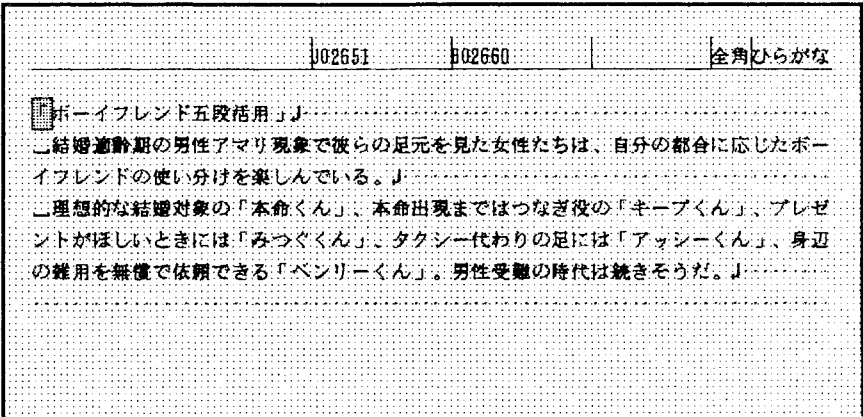 J02651 B02660 全角ひらがな
「ボーイフレンド五段活用」
結婚適齢期の男性アマリ現象で彼らの足元を見た女性たちは、自分の都合に応じたボー
イフレンドの使い分けを楽しんでいる。
理想的な結婚対象の「本命くん」、本命出現まではつなぎ役の「キープくん」、プレゼ
ントがほしいときには「みつぐくん」、タクシー代わりの足には「アッシーくん」、身辺
の雑用を無償で依頼できる「ベンリーくん」。男性受難の時代は続きそうだ。